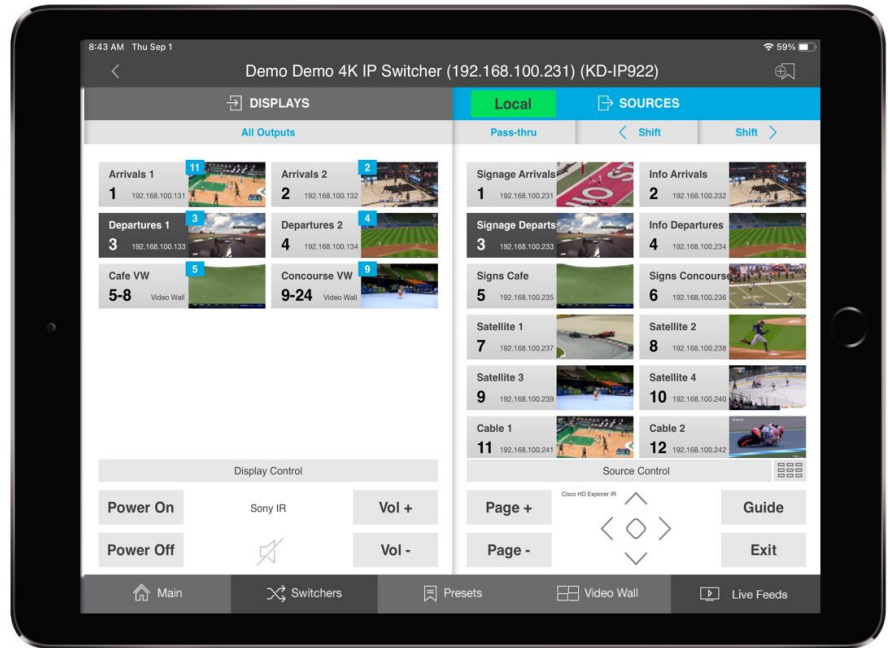 8:43 AM Thu Sep 1
59%
Demo Demo 4K IP Switcher (192.168.100.231) (KD-IP922)
DISPLAYS
Local
SOURCES
All Outputs
Pass-thru
Shift
Shift
Arrivals 1
11
1 192.168.100.131
Arrivals 2
2
2 192.168.100.132
Departures 1
3
3 192.168.100.133
Departures 2
4
4 192.168.100.134
Cafe VW
5
5-8 Video Wall
Concourse VW
9
9-24 Video Wall
Signage Arrivals
1 192.168.100.231
Info Arrivals
2 192.168.100.232
Signage Departs
3 192.168.100.233
Info Departures
4 192.168.100.234
Signs Cafe
5 192.168.100.235
Signs Concourse
6 192.168.100.236
Satellite 1
7 192.168.100.237
Satellite 2
8 192.168.100.238
Satellite 3
9 192.168.100.239
Satellite 4
10 192.168.100.240
Cable 1
11 192.168.100.241
Cable 2
12 192.168.100.242
Display Control
Source Control
Power On
Sony IR
Vol +
Power Off
Vol -
Page +
Cisco HD Explorer IR
Guide
Page -
Exit
Main
Switchers
Presets
Video Wall
Live Feeds